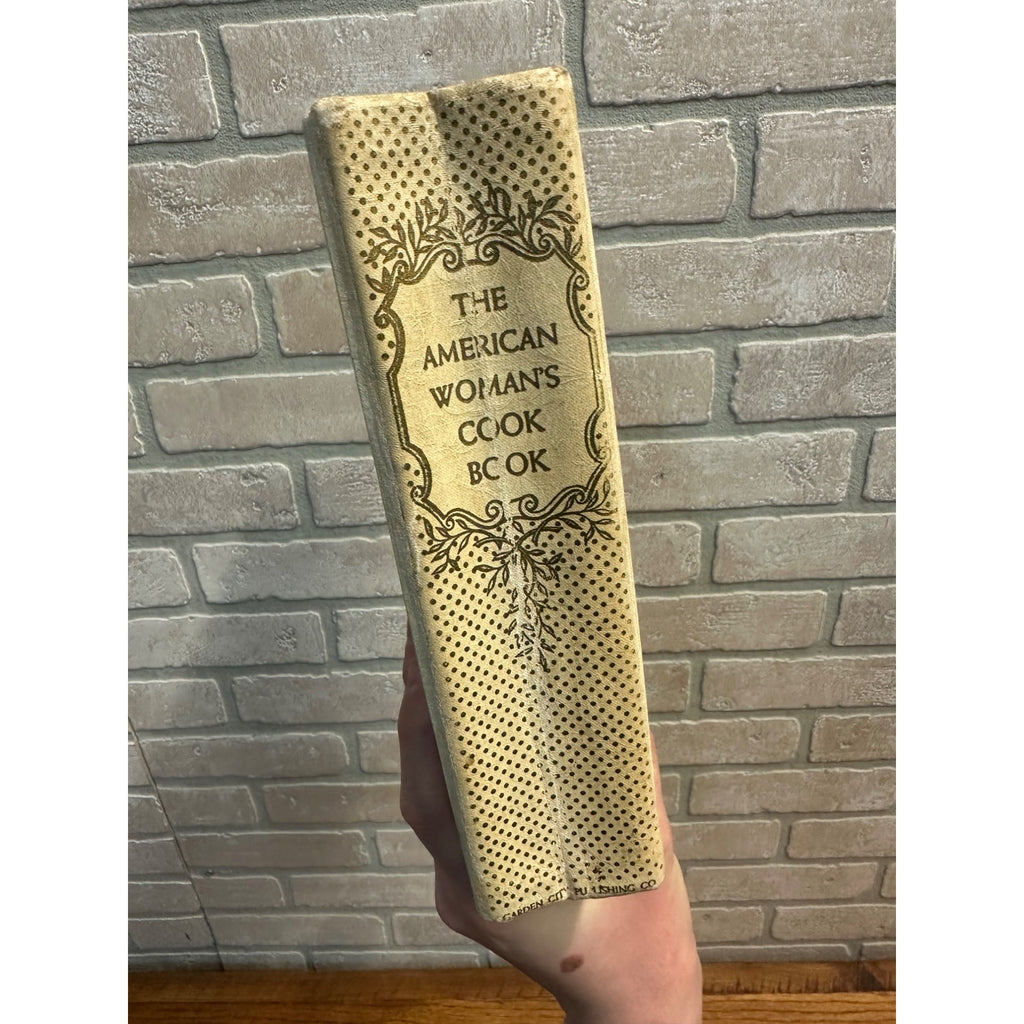 THE
AMERICAN
WOMAN'S
COOK
BOOK
GARDEN CITY PUBLISHING CO